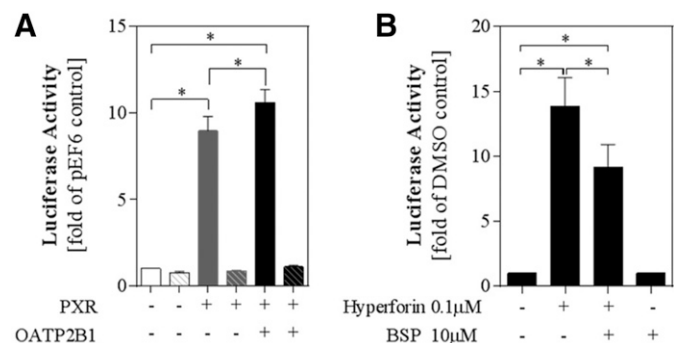 A
Luciferase Activity
[fold of pEF6 control]
15
10
5
0
*
*
*
PXR - - + + + +
OATP2B1 - - - - + +
B
Luciferase Activity
[fold of DMSO control]
20
15
10
5
0
*
*
*
Hyperforin 0.1μM - + + -
BSP 10μM - - + +